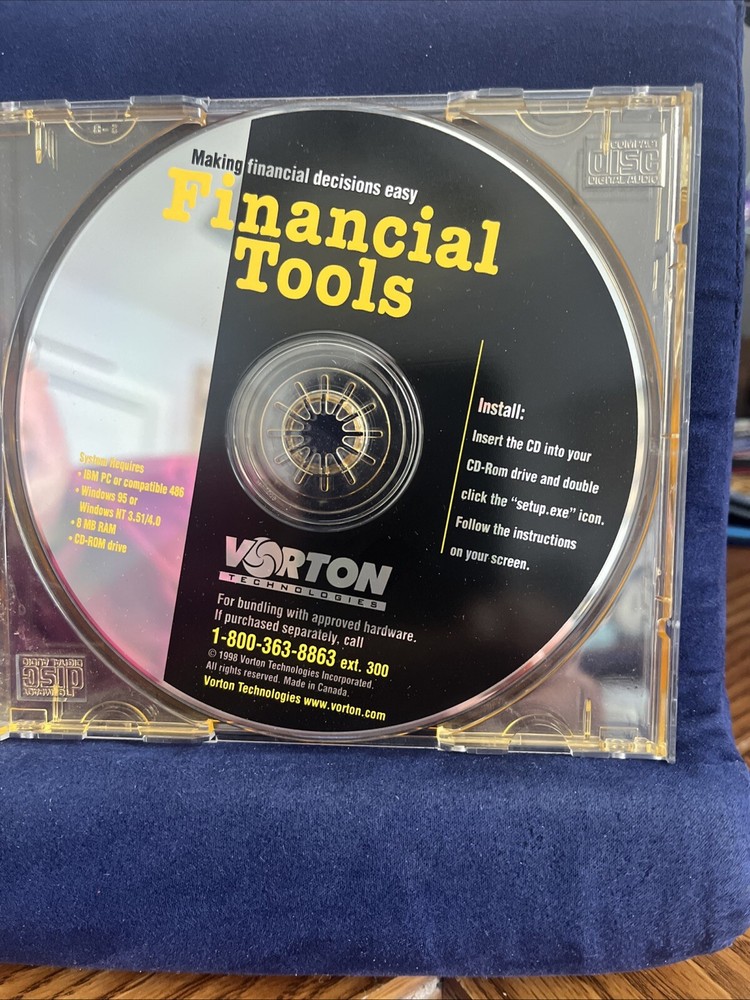 COMPACT
disc
DIGITAL AUDIO
Making financial decisions easy
Financial
Tools
Install:
Insert the CD into your
CD-Rom drive and double
click the "setup.exe" icon.
Follow the instructions
on your screen.
System Requires
• IBM PC or compatible 486
• Windows 95 or
Windows NT 3.51/4.0
• 8 MB RAM
• CD-ROM drive
VORTON
TECHNOLOGIES
For bundling with approved hardware.
If purchased separately, call
1-800-363-8863 ext. 300
© 1998 Vorton Technologies Incorporated.
All rights reserved. Made in Canada.
Vorton Technologies www.vorton.com
disc